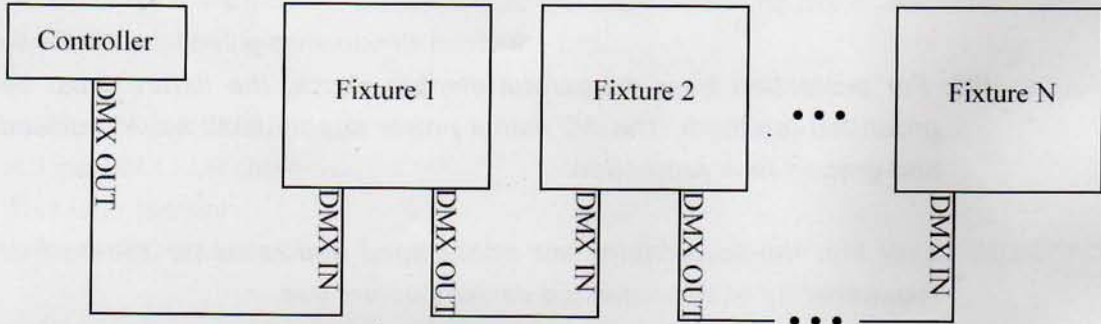 Controller
Fixture 1
Fixture 2
Fixture N
DMX OUT
DMX IN
DMX OUT
DMX IN
DMX OUT
DMX IN